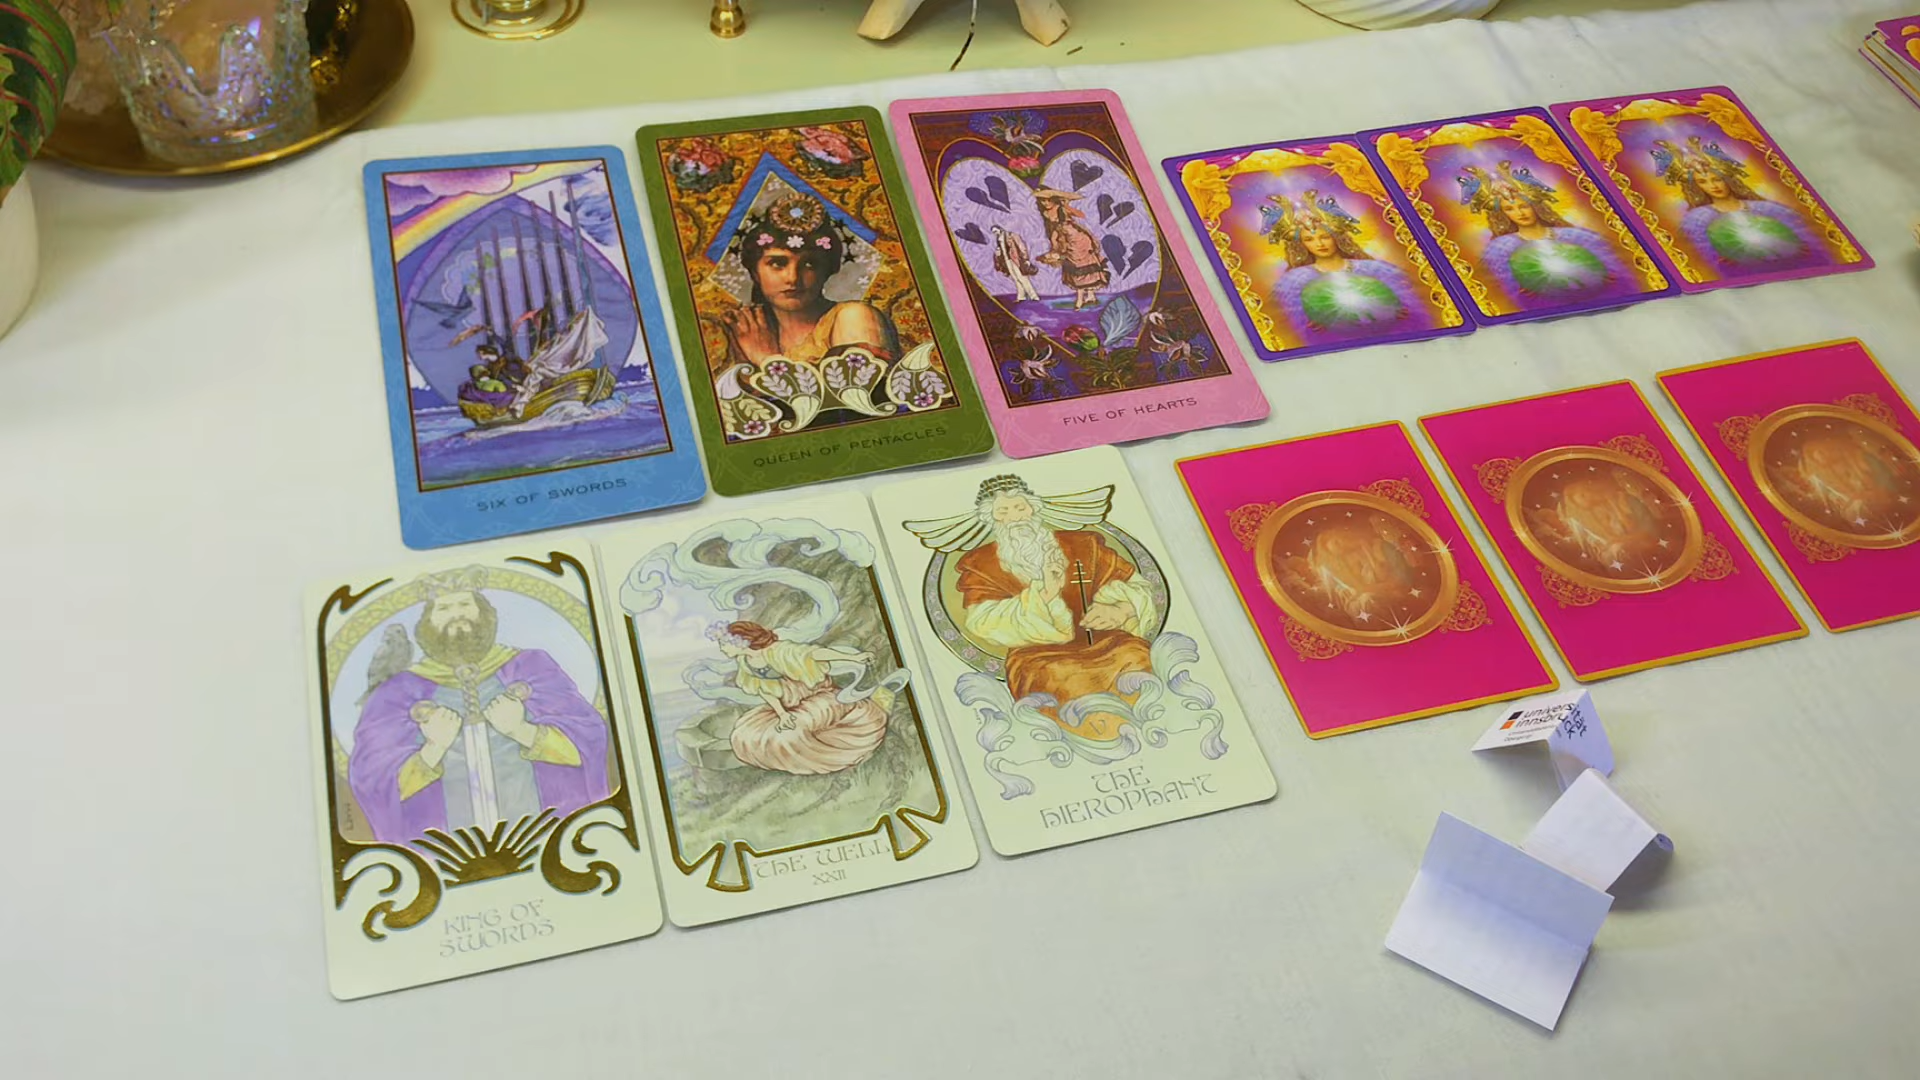 SIX OF SWORDS
QUEEN OF PENTACLES
FIVE OF HEARTS
KING OF
SWORDS
THE WELL
XXII
THE
HIEROPHANT
univers
innsbru